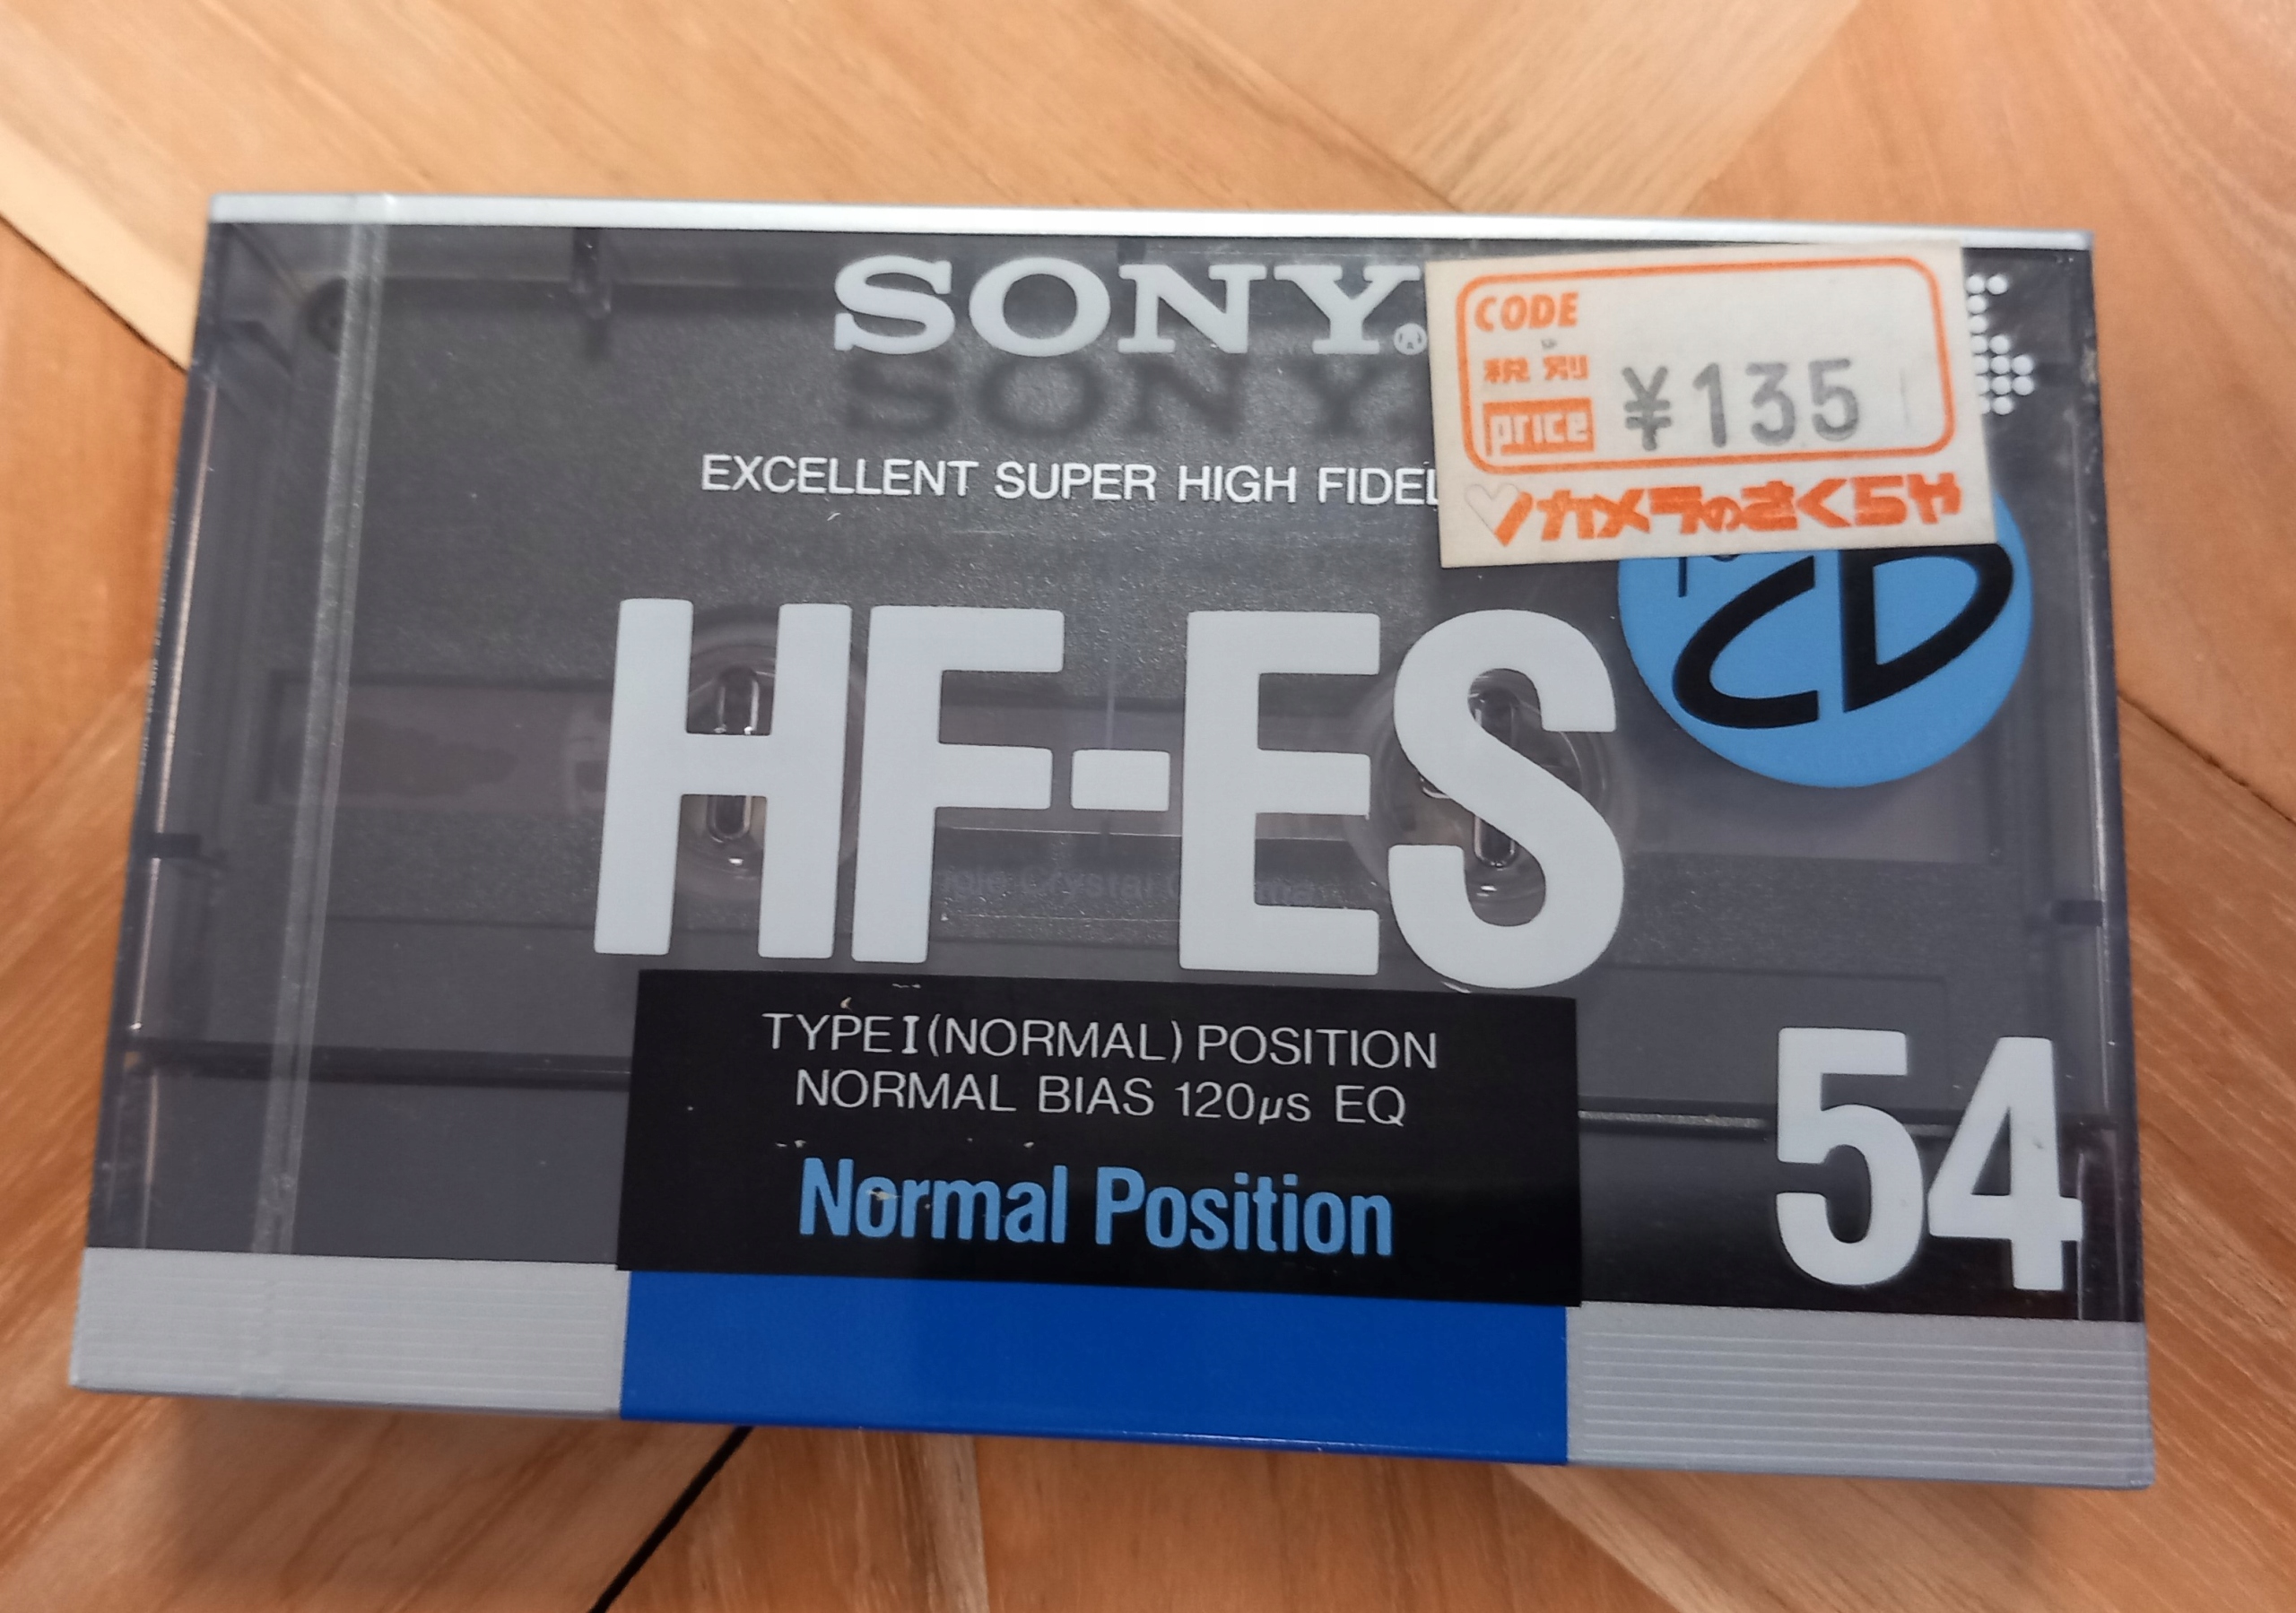 SONY®
CODE
税別
price ¥135
カメラのさくらや
EXCELLENT SUPER HIGH FIDEL
CD
HF-ES
TYPE I (NORMAL) POSITION
NORMAL BIAS 120μs EQ
Normal Position
54